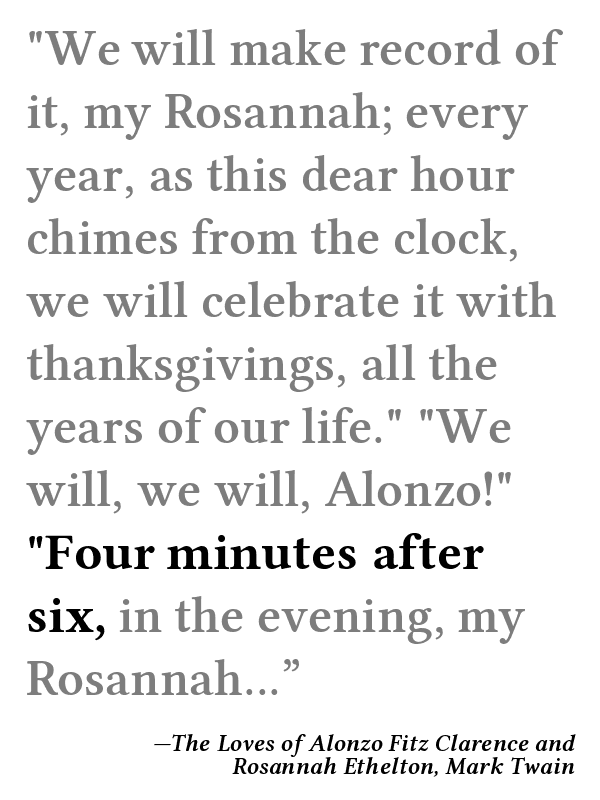 "We will make record of
it, my Rosannah; every
year, as this dear hour
chimes from the clock,
we will celebrate it with
thanksgivings, all the
years of our life." "We
will, we will, Alonzo!"
"Four minutes after
six, in the evening, my
Rosannah...”
—The Loves of Alonzo Fitz Clarence and
Rosannah Ethelton, Mark Twain